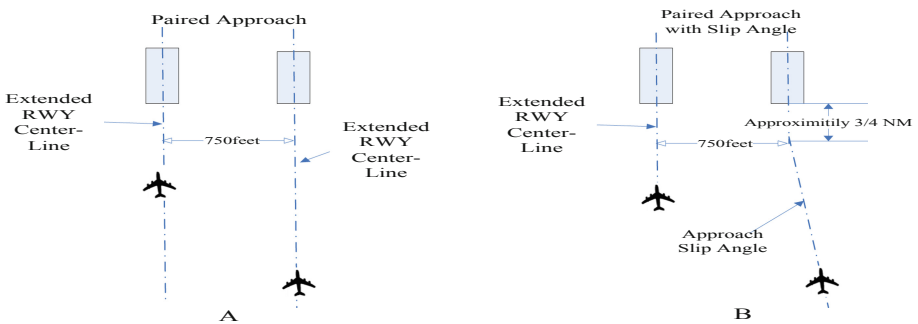 Paired Approach
Extended
RWY
Center-
Line
750feet
Extended
RWY
Center-
Line
A
Paired Approach
with Slip Angle
Extended
RWY
Center-
Line
Approximitily 3/4 NM
750feet
Approach
Slip Angle
B